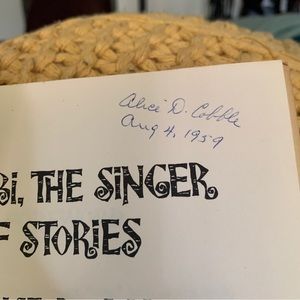 Alice D. Cobble
Aug 4, 1959
BI, THE SINGER
F STORIES